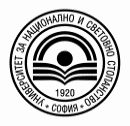 УНИВЕРСИТЕТ ЗА НАЦИОНАЛНО И СВЕТОВНО СТОПАНСТВО
1920
• СОФИЯ •